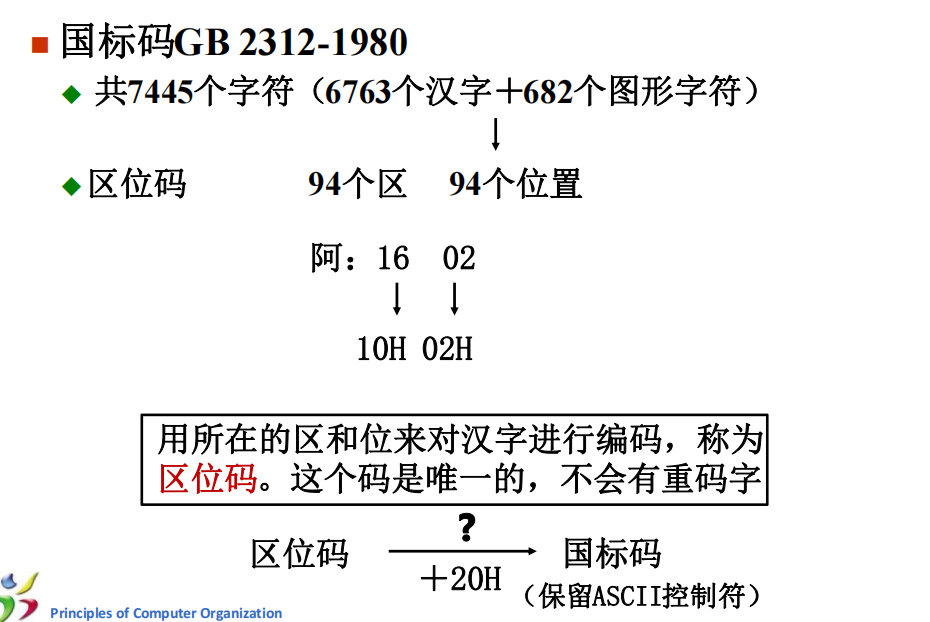 国标码GB 2312-1980
共7445个字符（6763个汉字＋682个图形字符）
区位码 94个区 94个位置
阿：16 02
10H 02H
用所在的区和位来对汉字进行编码，称为
区位码。这个码是唯一的，不会有重码字
?
区位码 国标码
＋20H （保留ASCII控制符）
Principles of Computer Organization